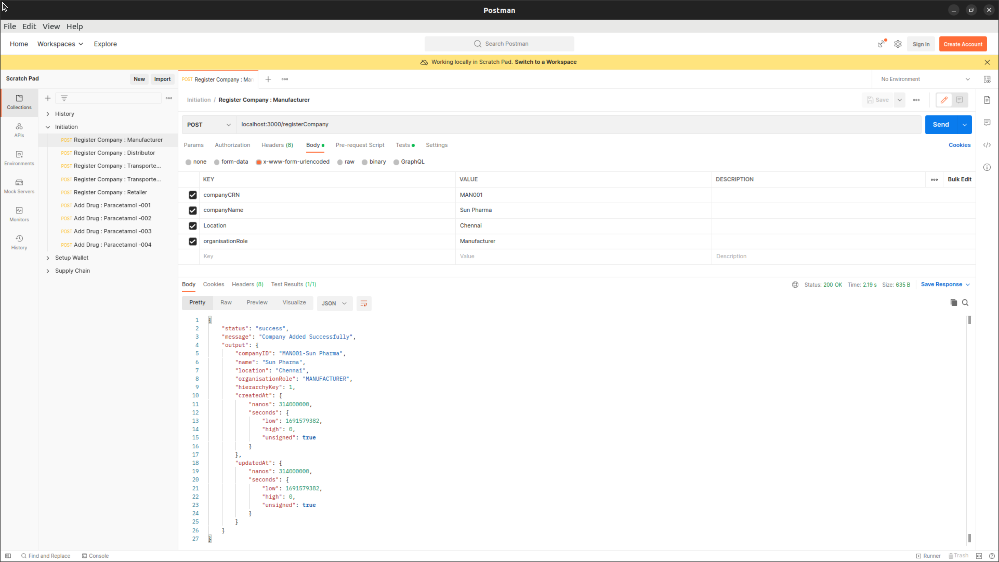 Postman
File Edit View Help
Home Workspaces Explore Search Postman Sign In Create Account
Working locally in Scratch Pad. Switch to a Workspace
Scratch Pad New Import
POST Register Company : Man
No Environment
Collections
APIs
Environments
Mock Servers
Monitors
History
History
Initiation
POST Register Company : Manufacturer
POST Register Company : Distributor
POST Register Company : Transporte...
POST Register Company : Transporte...
POST Register Company : Retailer
POST Add Drug : Paracetamol -001
POST Add Drug : Paracetamol -002
POST Add Drug : Paracetamol -003
POST Add Drug : Paracetamol -004
Setup Wallet
Supply Chain
Initiation / Register Company : Manufacturer Save
POST localhost:3000/registerCompany Send
Params Authorization Headers (8) Body Pre-request Script Tests Settings Cookies
none form-data x-www-form-urlencoded raw binary GraphQL
KEY VALUE DESCRIPTION Bulk Edit
companyCRN MAN001
companyName Sun Pharma
Location Chennai
organisationRole Manufacturer
Key Value Description
Body Cookies Headers (8) Test Results (1/1) Status: 200 OK Time: 2.19 s Size: 635 B Save Response
Pretty Raw Preview Visualize JSON
1 {
2 "status": "success",
3 "message": "Company Added Successfully",
4 "output": {
5 "companyID": "MAN001-Sun Pharma",
6 "name": "Sun Pharma",
7 "location": "Chennai",
8 "organisationRole": "MANUFACTURER",
9 "hierarchyKey": 1,
10 "createdAt": {
11 "nanos": 314000000,
12 "seconds": {
13 "low": 1691579382,
14 "high": 0,
15 "unsigned": true
16 }
17 },
18 "updatedAt": {
19 "nanos": 314000000,
20 "seconds": {
21 "low": 1691579382,
22 "high": 0,
23 "unsigned": true
24 }
25 }
26 }
27 }
Find and Replace Console Runner Trash